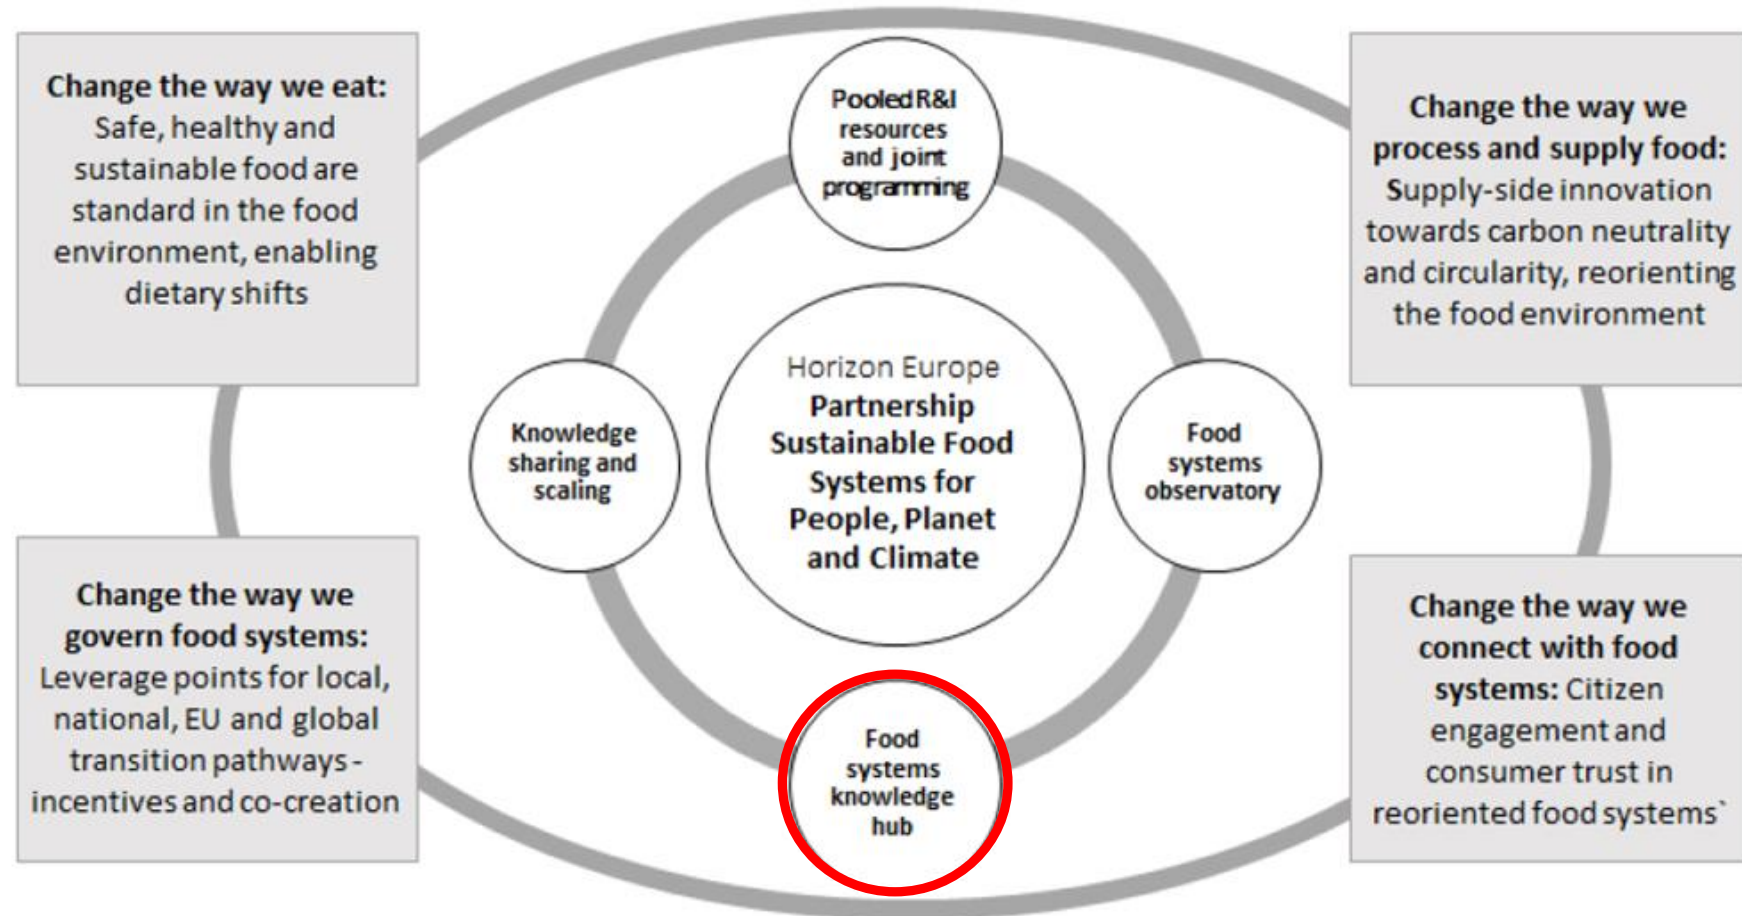 Change the way we eat:
Safe, healthy and
sustainable food are
standard in the food
environment, enabling
dietary shifts
Pooled R&I
resources
and joint
programming
Change the way we
process and supply food:
Supply-side innovation
towards carbon neutrality
and circularity, reorienting
the food environment
Knowledge
sharing and
scaling
Horizon Europe
Partnership
Sustainable Food
Systems for
People, Planet
and Climate
Food
systems
observatory
Change the way we
govern food systems:
Leverage points for local,
national, EU and global
transition pathways -
incentives and co-creation
Food
systems
knowledge
hub
Change the way we
connect with food
systems: Citizen
engagement and
consumer trust in
reoriented food systems`